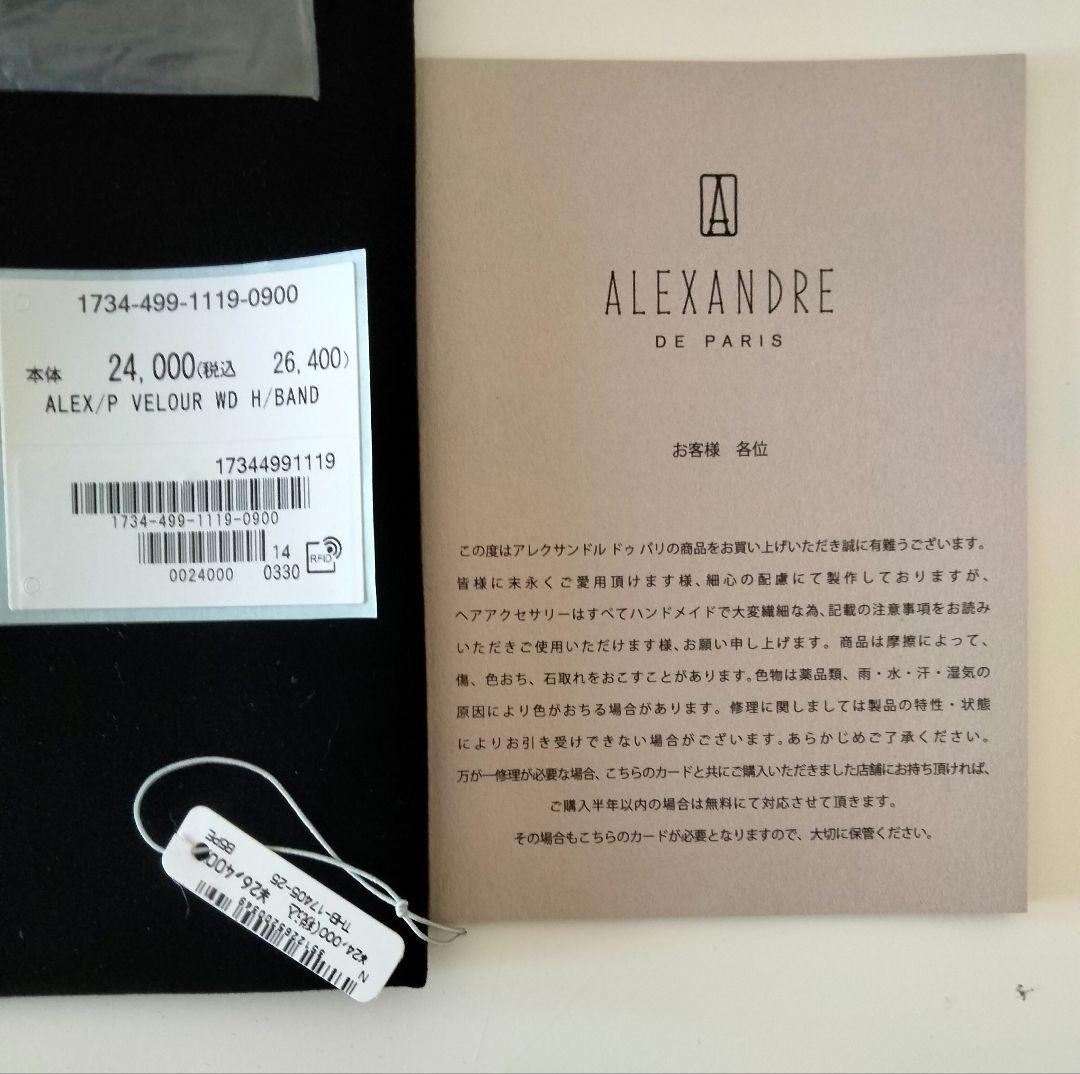 1734-499-1119-0900
本体 24,000(税込 26,400)
ALEX/P VELOUR WD H/BAND
17344991119
1734-499-1119-0900
14
0024000 0330
RFID
N
¥24,000(税込 ¥26,400)
THB-17405-25
BSPE
A
ALEXANDRE
DE PARIS
お客様 各位
この度はアレクサンドル ドゥ パリの商品をお買い上げいただき誠に有難うございます。
皆様に末永くご愛用頂けます様、細心の配慮にて製作しておりますが、
ヘアアクセサリーはすべてハンドメイドで大変繊細な為、記載の注意事項をお読み
いただきご使用いただけます様、お願い申し上げます。商品は摩擦によって、
傷、色おち、石取れをおこすことがあります。色物は薬品類、雨・水・汗・湿気の
原因により色がおちる場合があります。修理に関しましては製品の特性・状態
によりお引き受けできない場合がございます。あらかじめご了承ください。
万が一修理が必要な場合、こちらのカードと共にご購入いただきました店舗にお持ち頂ければ、
ご購入半年以内の場合は無料にて対応させて頂きます。
その場合もこちらのカードが必要となりますので、大切に保管ください。